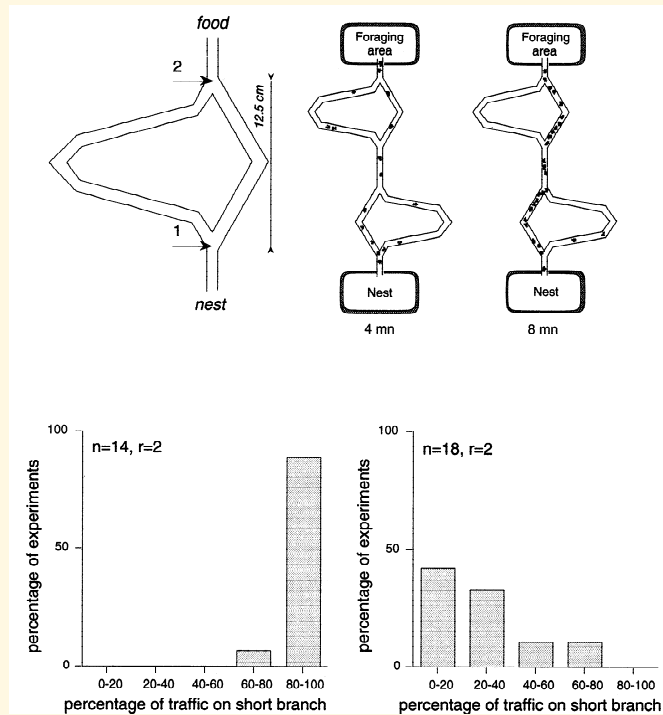 food
2
12.5 cm
1
nest
Foraging
area
Nest
4 mn
Foraging
area
Nest
8 mn
percentage of experiments
100
50
0
n=14, r=2
0-20 20-40 40-60 60-80 80-100
percentage of traffic on short branch
percentage of experiments
100
50
0
n=18, r=2
0-20 20-40 40-60 60-80 80-100
percentage of traffic on short branch